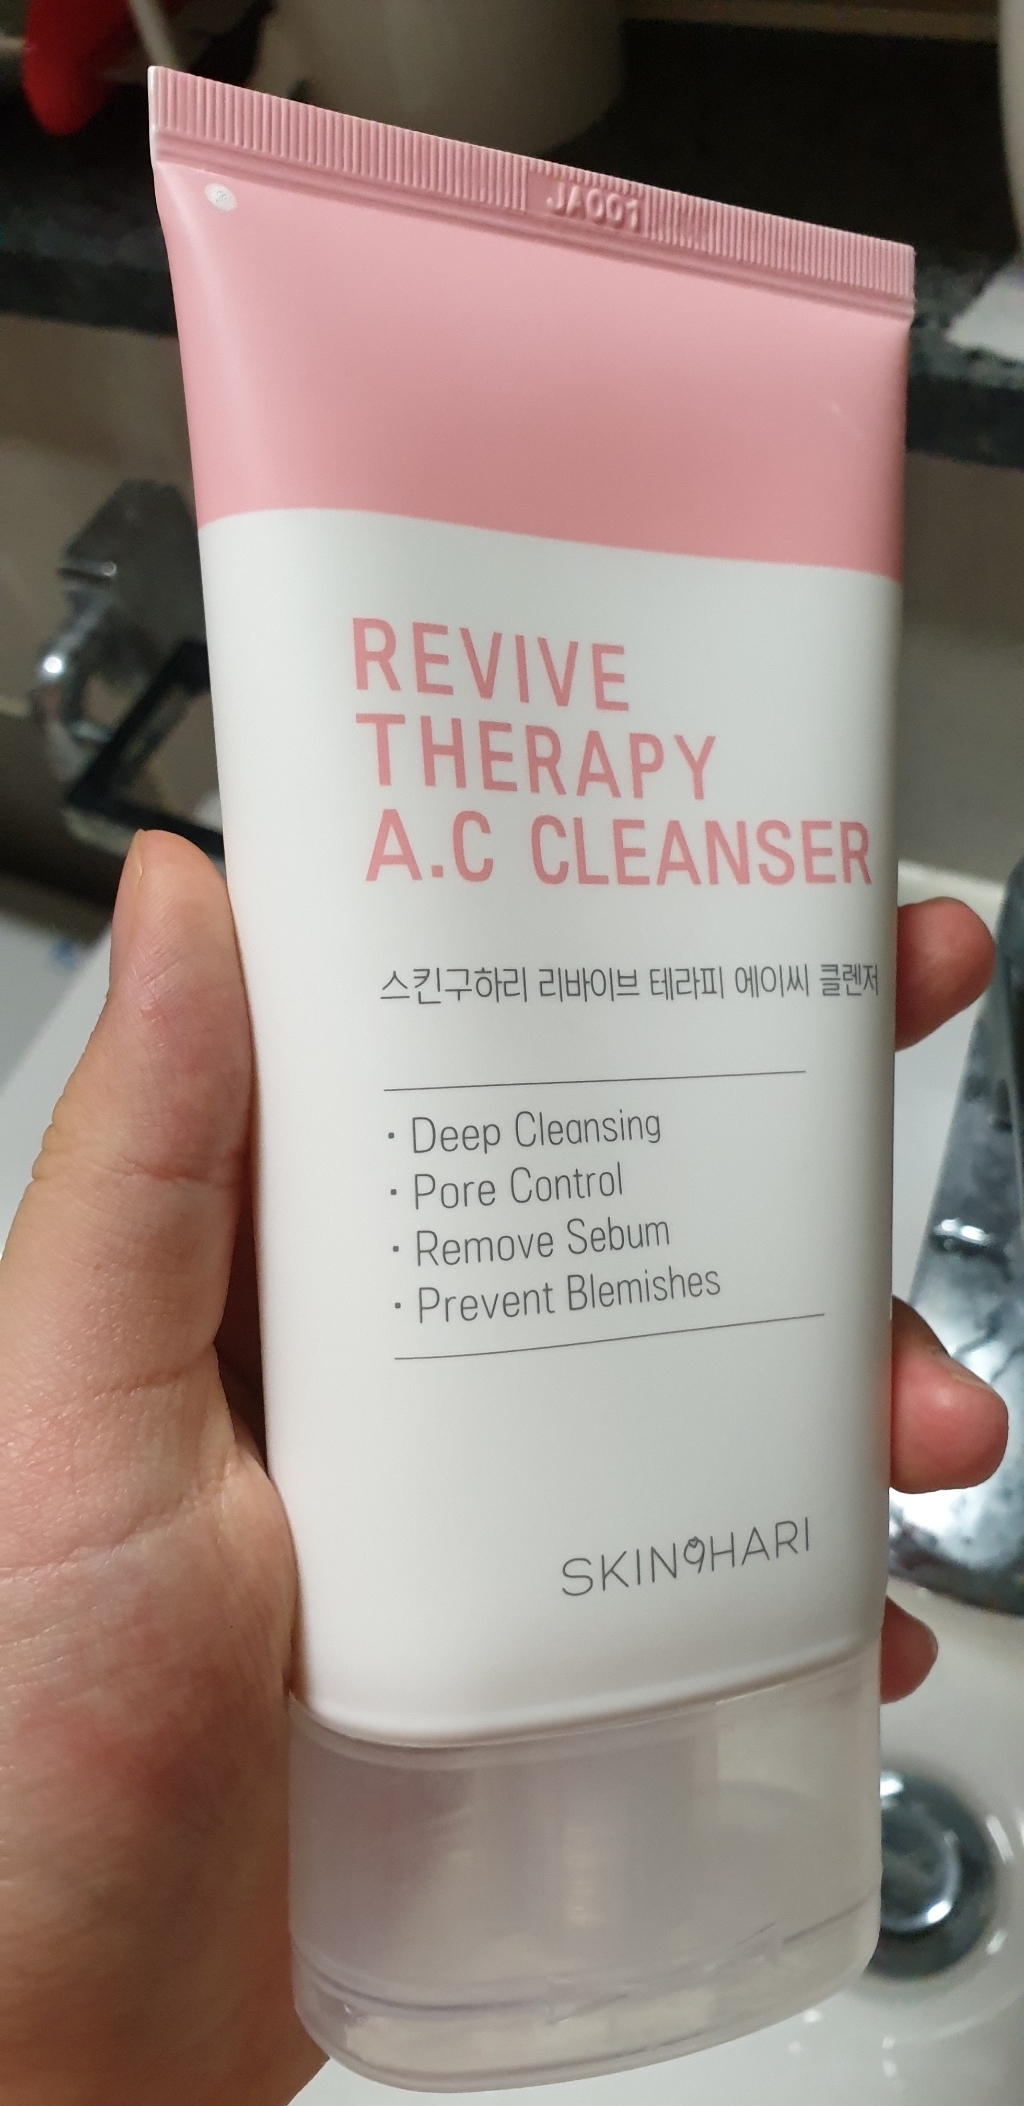 REVIVE
THERAPY
A.C CLEANSER
스킨구하리 리바이브 테라피 에이씨 클렌저
· Deep Cleansing
· Pore Control
· Remove Sebum
· Prevent Blemishes
SKIN9HARI